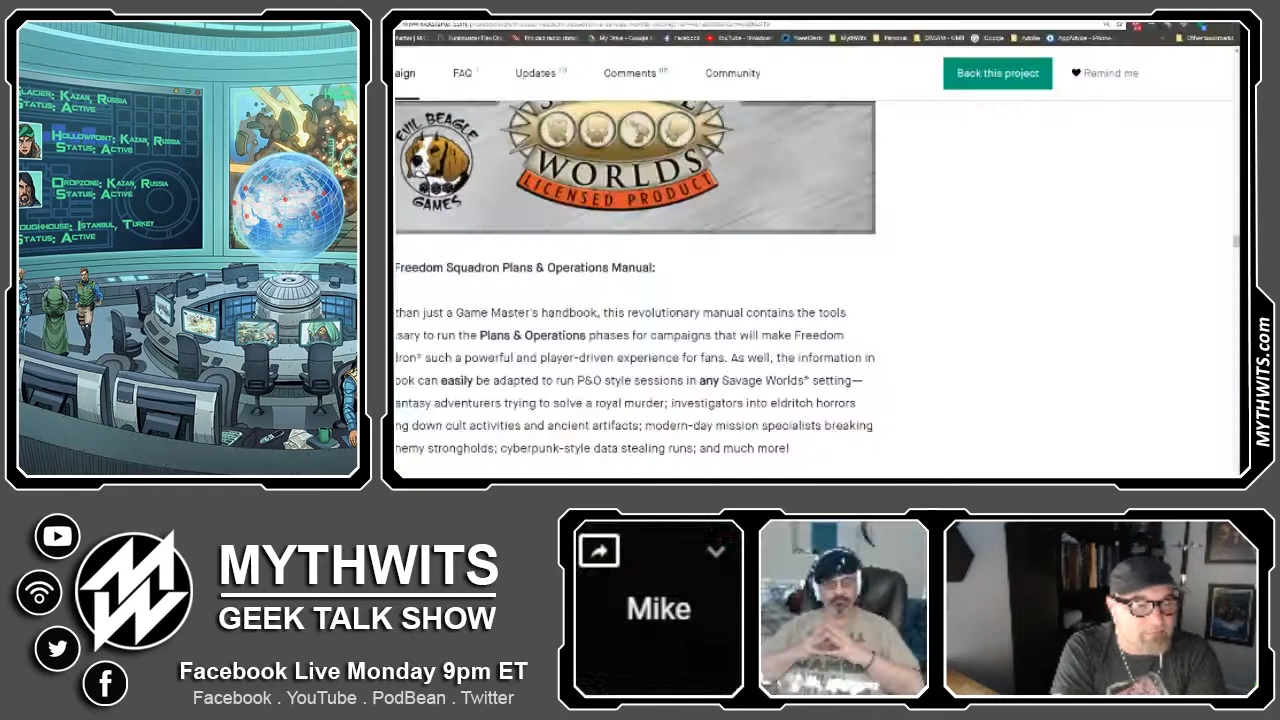 LACIER: KAZAN, RUSSIA
STATUS: ACTIVE
HOLLOWPOINT: KAZAN, RUSSIA
STATUS: ACTIVE
DROPZONE: KAZAN, RUSSIA
STATUS: ACTIVE
OUGHHOUSE: ISTANBUL, TURKEY
STATUS: ACTIVE
aign
FAQ
Updates
Comments
Community
Back this project
Remind me
EVIL BEAGLE
GAMES
WORLDS
LICENSED PRODUCT
Freedom Squadron Plans & Operations Manual:
than just a Game Master's handbook, this revolutionary manual contains the tools
sary to run the Plans & Operations phases for campaigns that will make Freedom
dron® such a powerful and player-driven experience for fans. As well, the information in
ook can easily be adapted to run P&O style sessions in any Savage Worlds® setting—
antasy adventurers trying to solve a royal murder; investigators into eldritch horrors
ng down cult activities and ancient artifacts; modern-day mission specialists breaking
nemy strongholds; cyberpunk-style data stealing runs; and much more!
MYTHWITS.com
MYTHWITS
GEEK TALK SHOW
Facebook Live Monday 9pm ET
Facebook . YouTube . PodBean . Twitter
Mike